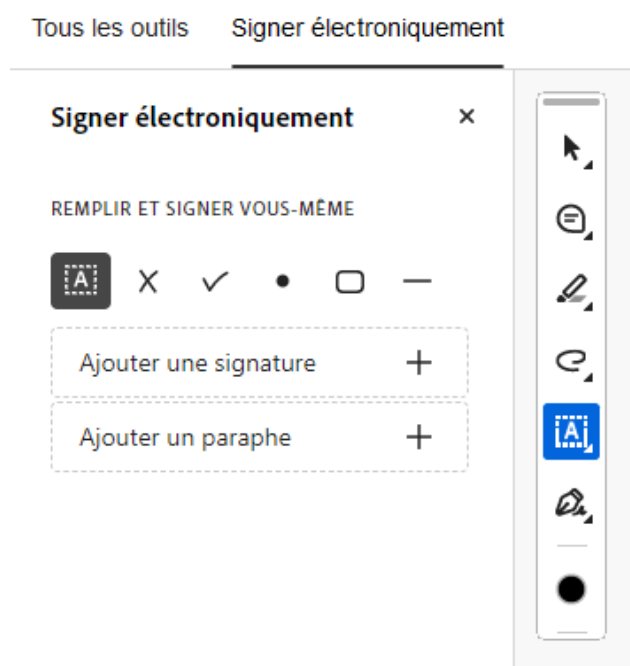 Tous les outils Signer électroniquement
Signer électroniquement
REMPLIR ET SIGNER VOUS-MÊME
Ajouter une signature
Ajouter un paraphe